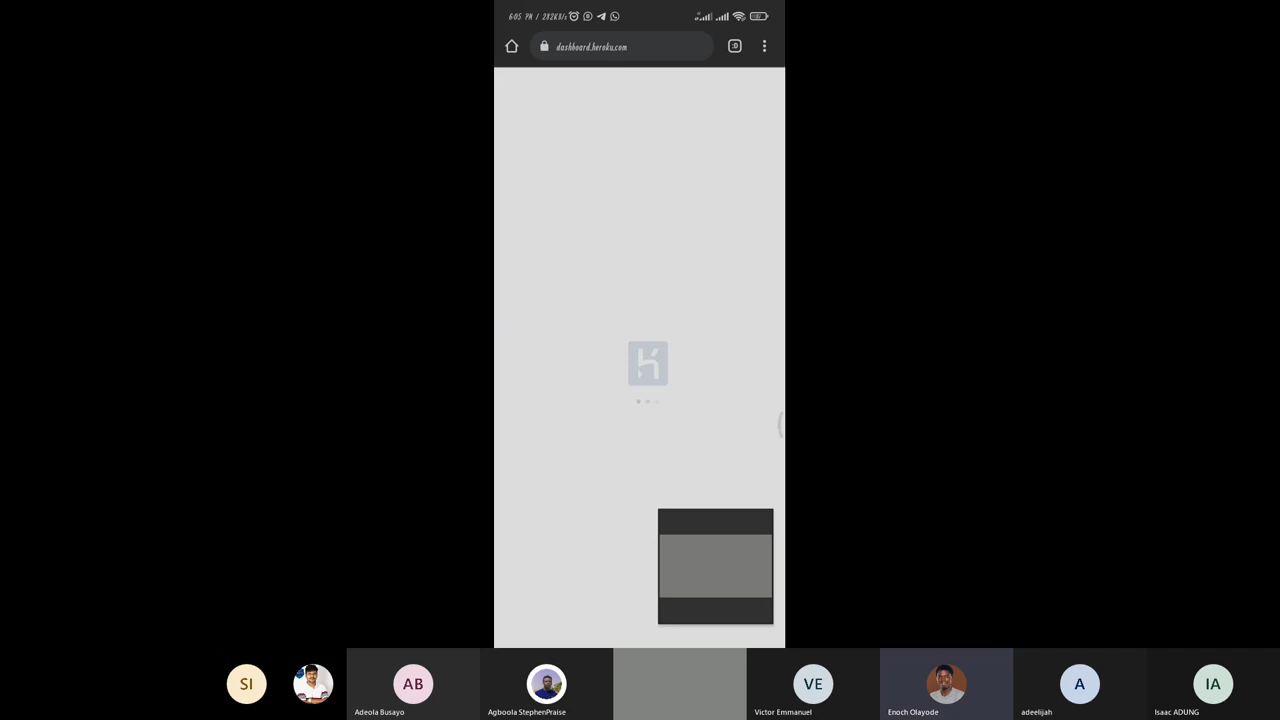 6:05 PM / 282KB/s
dashboard.heroku.com
:D
SI
AB
Adeola Busayo
Agboola StephenPraise
VE
Victor Emmanuel
Enoch Olayode
A
adeelijah
IA
Isaac ADUNG